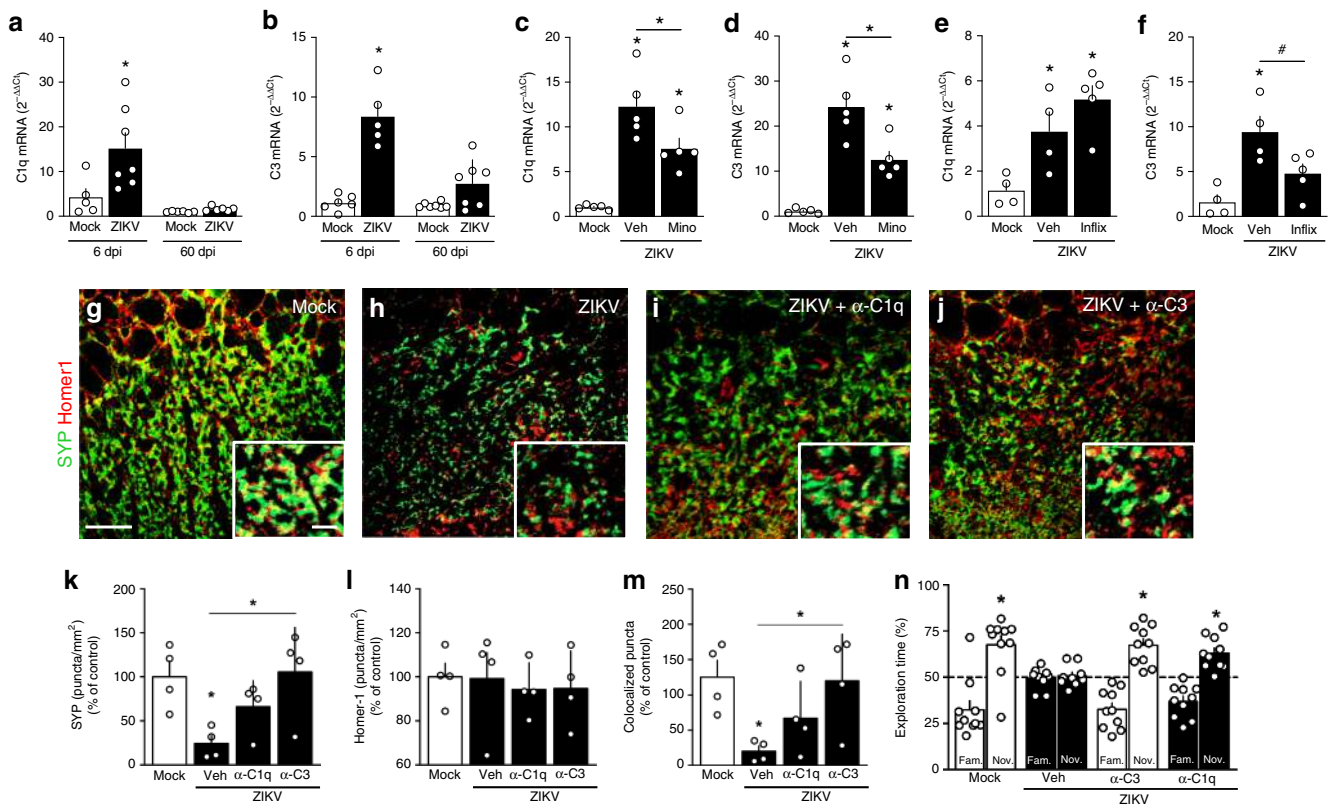 a
C1q mRNA (2^−ΔΔCt)
40
30
20
10
0
*
Mock ZIKV Mock ZIKV
6 dpi 60 dpi
b
C3 mRNA (2^−ΔΔCt)
15
10
5
0
*
Mock ZIKV Mock ZIKV
6 dpi 60 dpi
c
C1q mRNA (2^−ΔΔCt)
20
15
10
5
0
*
* *
Mock Veh Mino
ZIKV
d
C3 mRNA (2^−ΔΔCt)
40
30
20
10
0
*
* *
Mock Veh Mino
ZIKV
e
C1q mRNA (2^−ΔΔCt)
8
6
4
2
0
* *
Mock Veh Inflix
ZIKV
f
C3 mRNA (2^−ΔΔCt)
20
15
10
5
0
#
*
Mock Veh Inflix
ZIKV
SYP Homer1
g Mock
h ZIKV
i ZIKV + α-C1q
j ZIKV + α-C3
k
SYP (puncta/mm²)
(% of control)
200
150
100
50
0
*
*
Mock Veh α-C1q α-C3
ZIKV
l
Homer-1 (puncta/mm²)
(% of control)
140
120
100
80
60
Mock Veh α-C1q α-C3
ZIKV
m
Colocalized puncta
(% of control)
250
200
150
100
50
0
*
*
Mock Veh α-C1q α-C3
ZIKV
n
Exploration time (%)
100
75
50
25
0
* * *
Fam. Nov. Fam. Nov. Fam. Nov. Fam. Nov.
Mock Veh α-C3 α-C1q
ZIKV